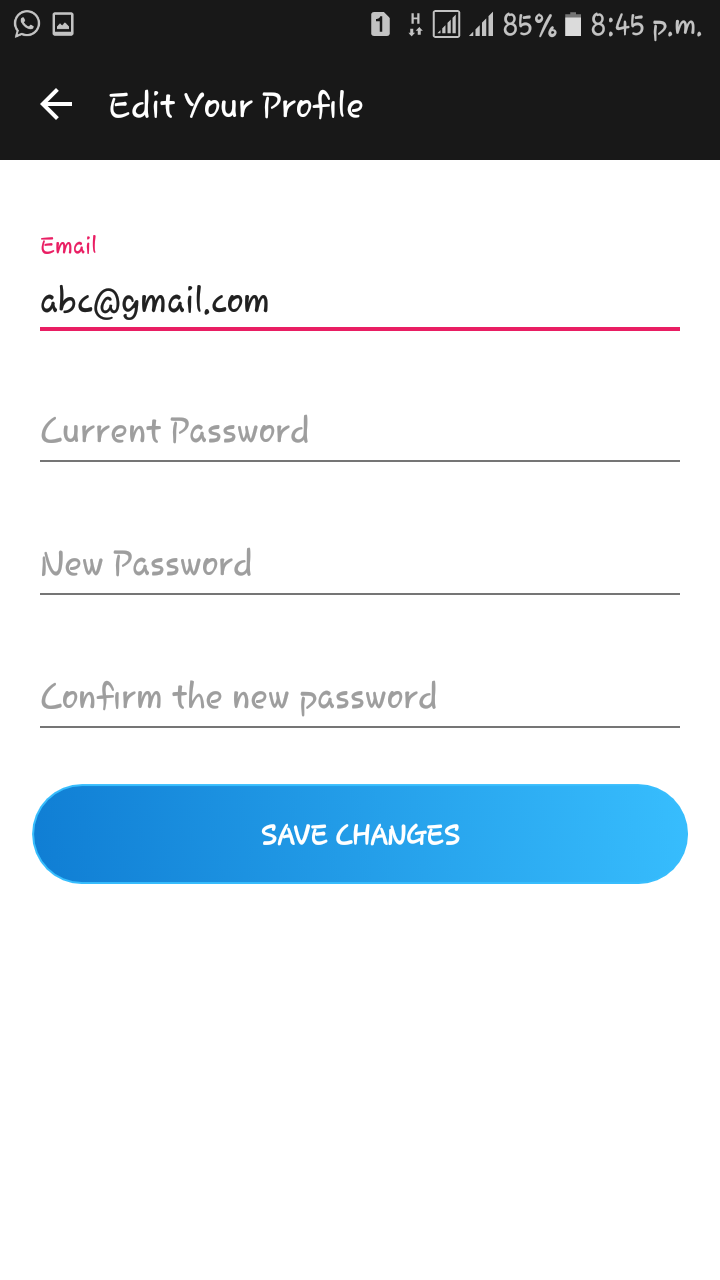 1 H 85% 8:45 p.m.
Edit Your Profile
Email
abc@gmail.com
Current Password
New Password
Confirm the new password
SAVE CHANGES